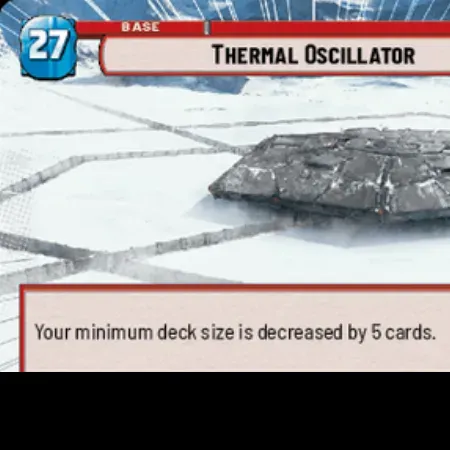 BASE
27
THERMAL OSCILLATOR
Your minimum deck size is decreased by 5 cards.